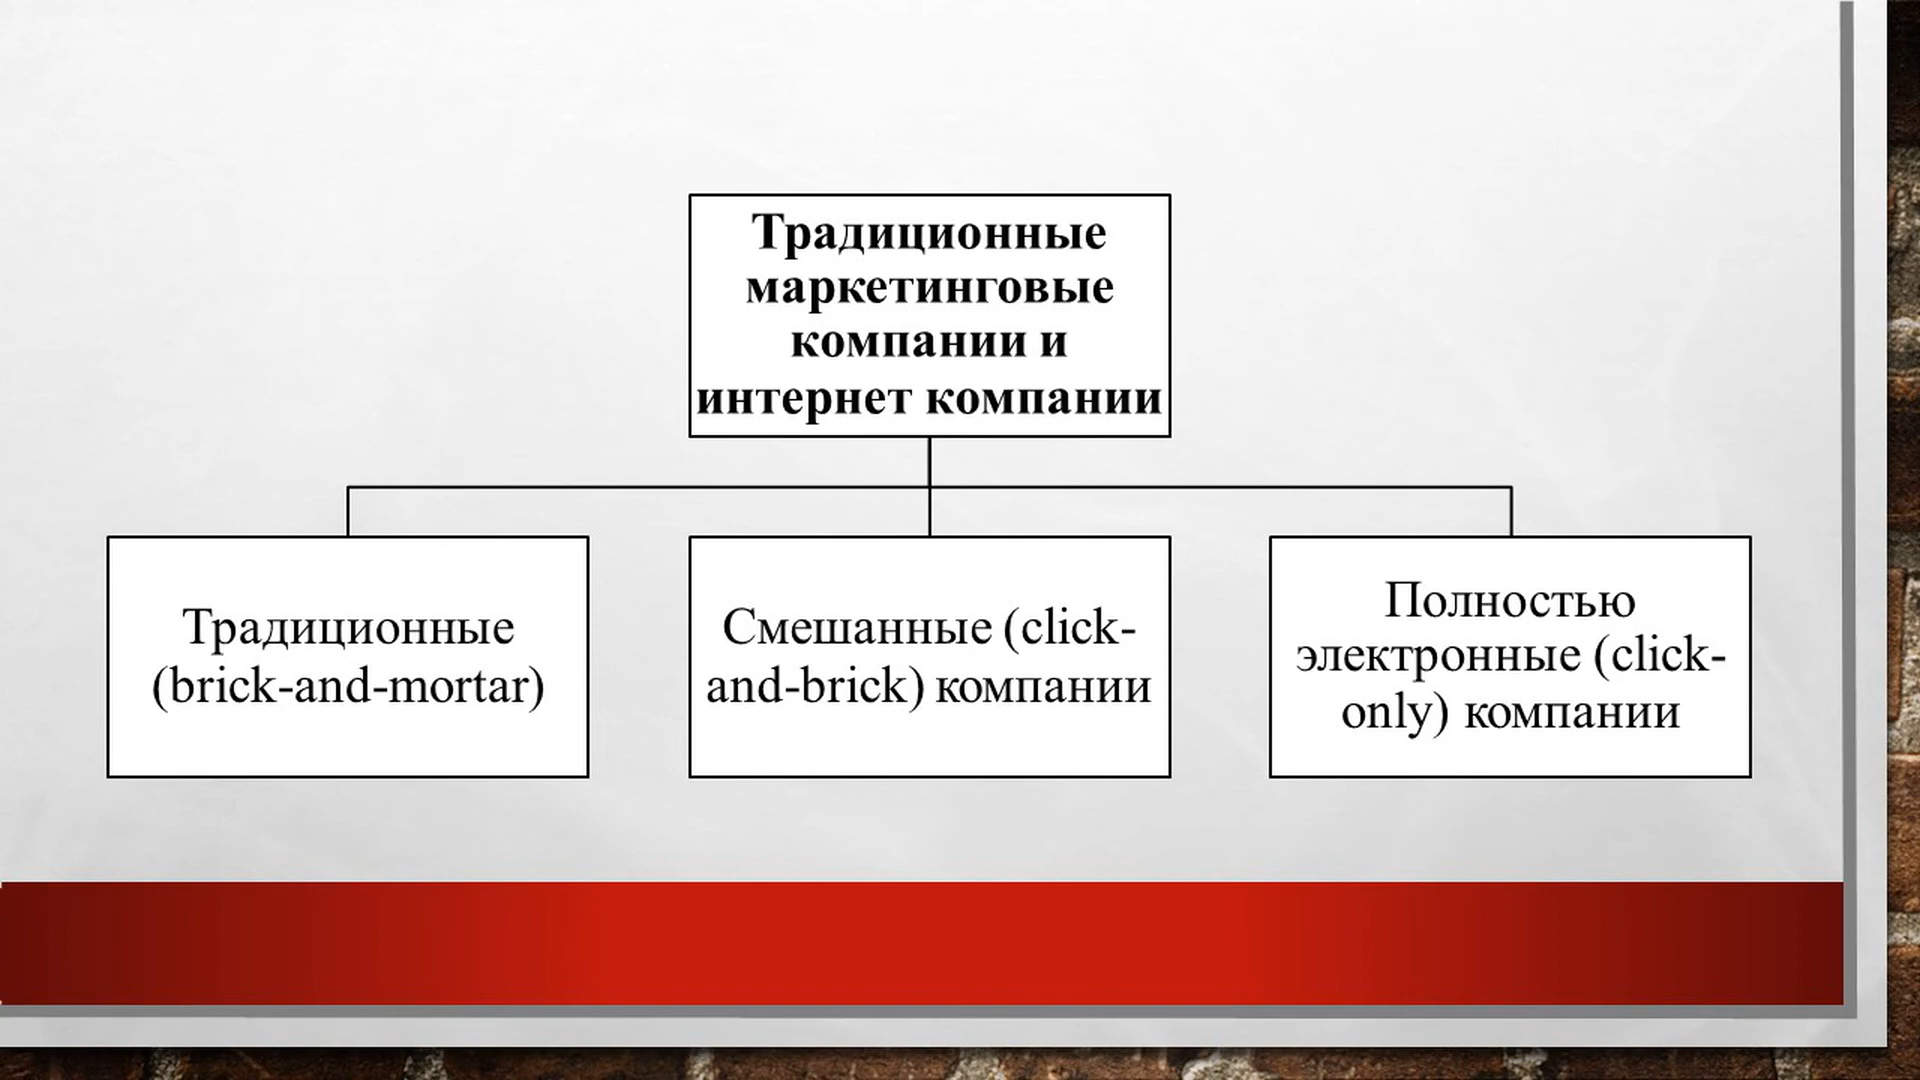 Традиционные
маркетинговые
компании и
интернет компании
Традиционные
(brick-and-mortar)
Смешанные (click-
and-brick) компании
Полностью
электронные (click-
only) компании